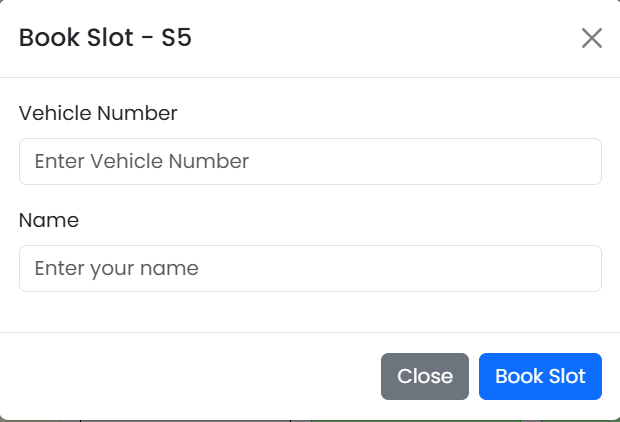 Book Slot - S5
Vehicle Number
Enter Vehicle Number
Name
Enter your name
Close Book Slot